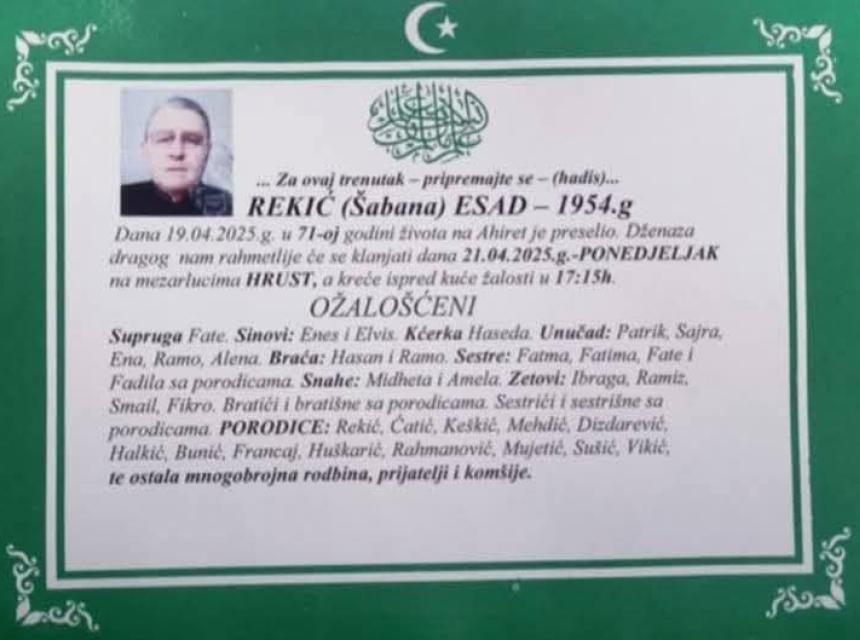 ... Za ovaj trenutak – pripremajte se – (hadis)...
REKIĆ (Šabana) ESAD – 1954.g
Dana 19.04.2025.g. u 71-oj godini života na Ahiret je preselio. Dženaza
dragog nam rahmetlije će se klanjati dana 21.04.2025.g.-PONEDJELJAK
na mezarlucima HRUST, a kreće ispred kuće žalosti u 17:15h.
OŽALOŠĆENI
Supruga Fate. Sinovi: Enes i Elvis. Kćerka Haseda. Unučad: Patrik, Sajra,
Ena, Ramo, Alena. Braća: Hasan i Ramo. Sestre: Fatma, Fatima, Fate i
Fadila sa porodicama. Snahe: Midheta i Amela. Zetovi: Ibraga, Ramiz,
Smail, Fikro. Bratići i bratišne sa porodicama. Sestrići i sestrišne sa
porodicama. PORODICE: Rekić, Ćatić, Keškić, Mehdić, Dizdarević,
Halkić, Bunić, Francaj, Huškarić, Rahmanović, Mujetić, Sušić, Vikić,
te ostala mnogobrojna rodbina, prijatelji i komšije.